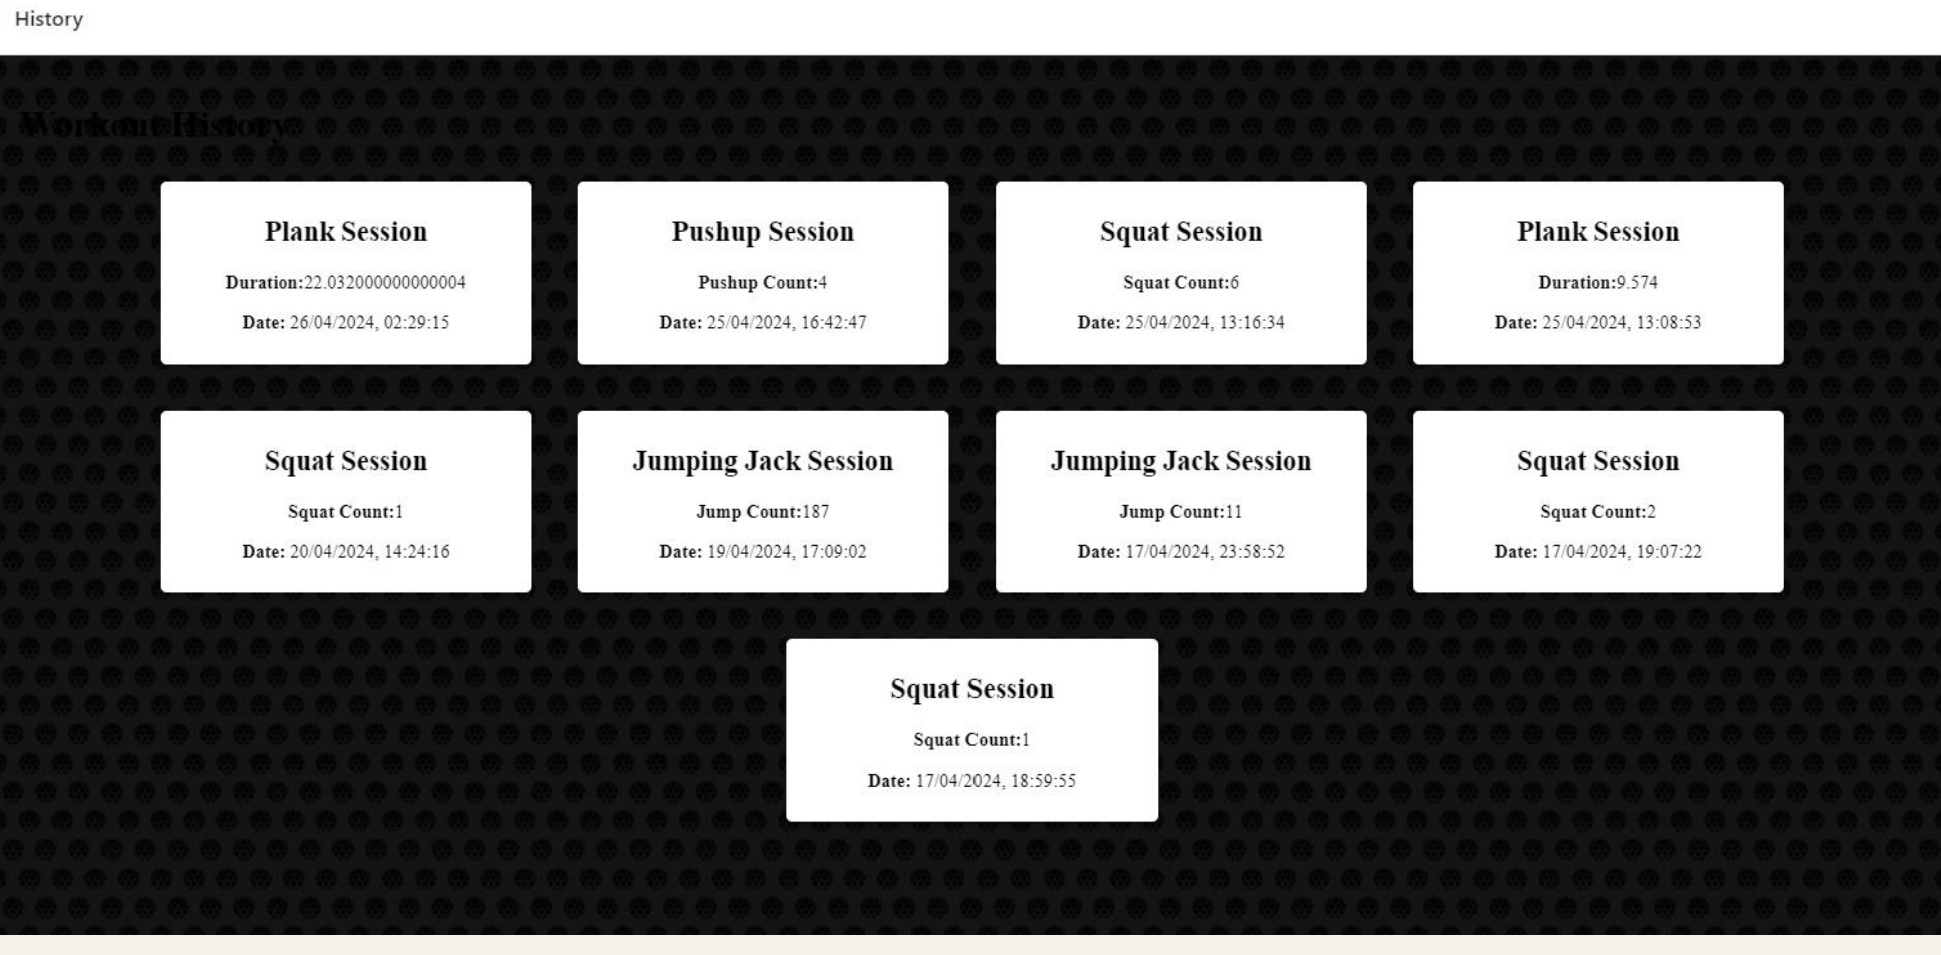 History
Workout History
Plank Session
Duration:22.032000000000004
Date: 26/04/2024, 02:29:15
Pushup Session
Pushup Count:4
Date: 25/04/2024, 16:42:47
Squat Session
Squat Count:6
Date: 25/04/2024, 13:16:34
Plank Session
Duration:9.574
Date: 25/04/2024, 13:08:53
Squat Session
Squat Count:1
Date: 20/04/2024, 14:24:16
Jumping Jack Session
Jump Count:187
Date: 19/04/2024, 17:09:02
Jumping Jack Session
Jump Count:11
Date: 17/04/2024, 23:58:52
Squat Session
Squat Count:2
Date: 17/04/2024, 19:07:22
Squat Session
Squat Count:1
Date: 17/04/2024, 18:59:55